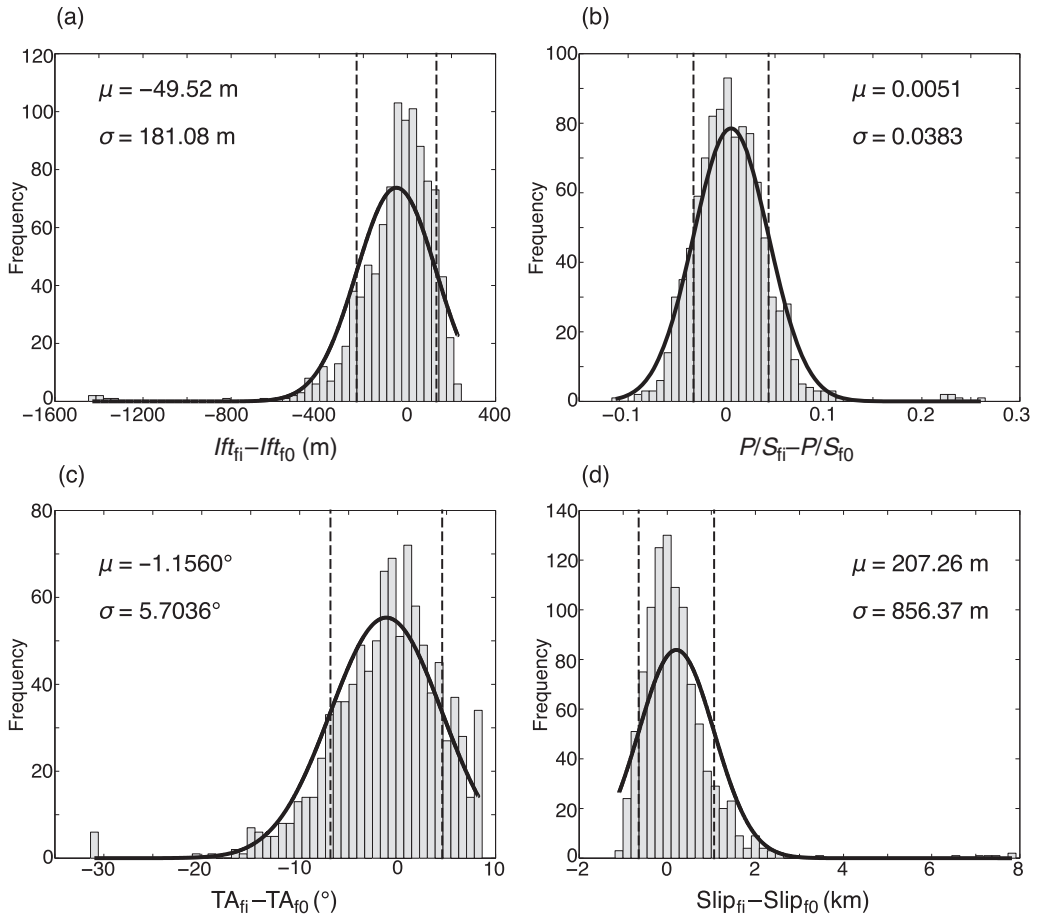 (a)
120
100
80
60
40
20
0
Frequency
μ = −49.52 m
σ = 181.08 m
−1600
−1200
−800
−400
0
400
Ift_fi−Ift_f0 (m)
(b)
100
80
60
40
20
0
Frequency
μ = 0.0051
σ = 0.0383
−0.1
0
0.1
0.2
0.3
P/S_fi−P/S_f0
(c)
80
60
40
20
0
Frequency
μ = −1.1560°
σ = 5.7036°
−30
−20
−10
0
10
TA_fi−TA_f0 (°)
(d)
140
120
100
80
60
40
20
0
Frequency
μ = 207.26 m
σ = 856.37 m
−2
0
2
4
6
8
Slip_fi−Slip_f0 (km)